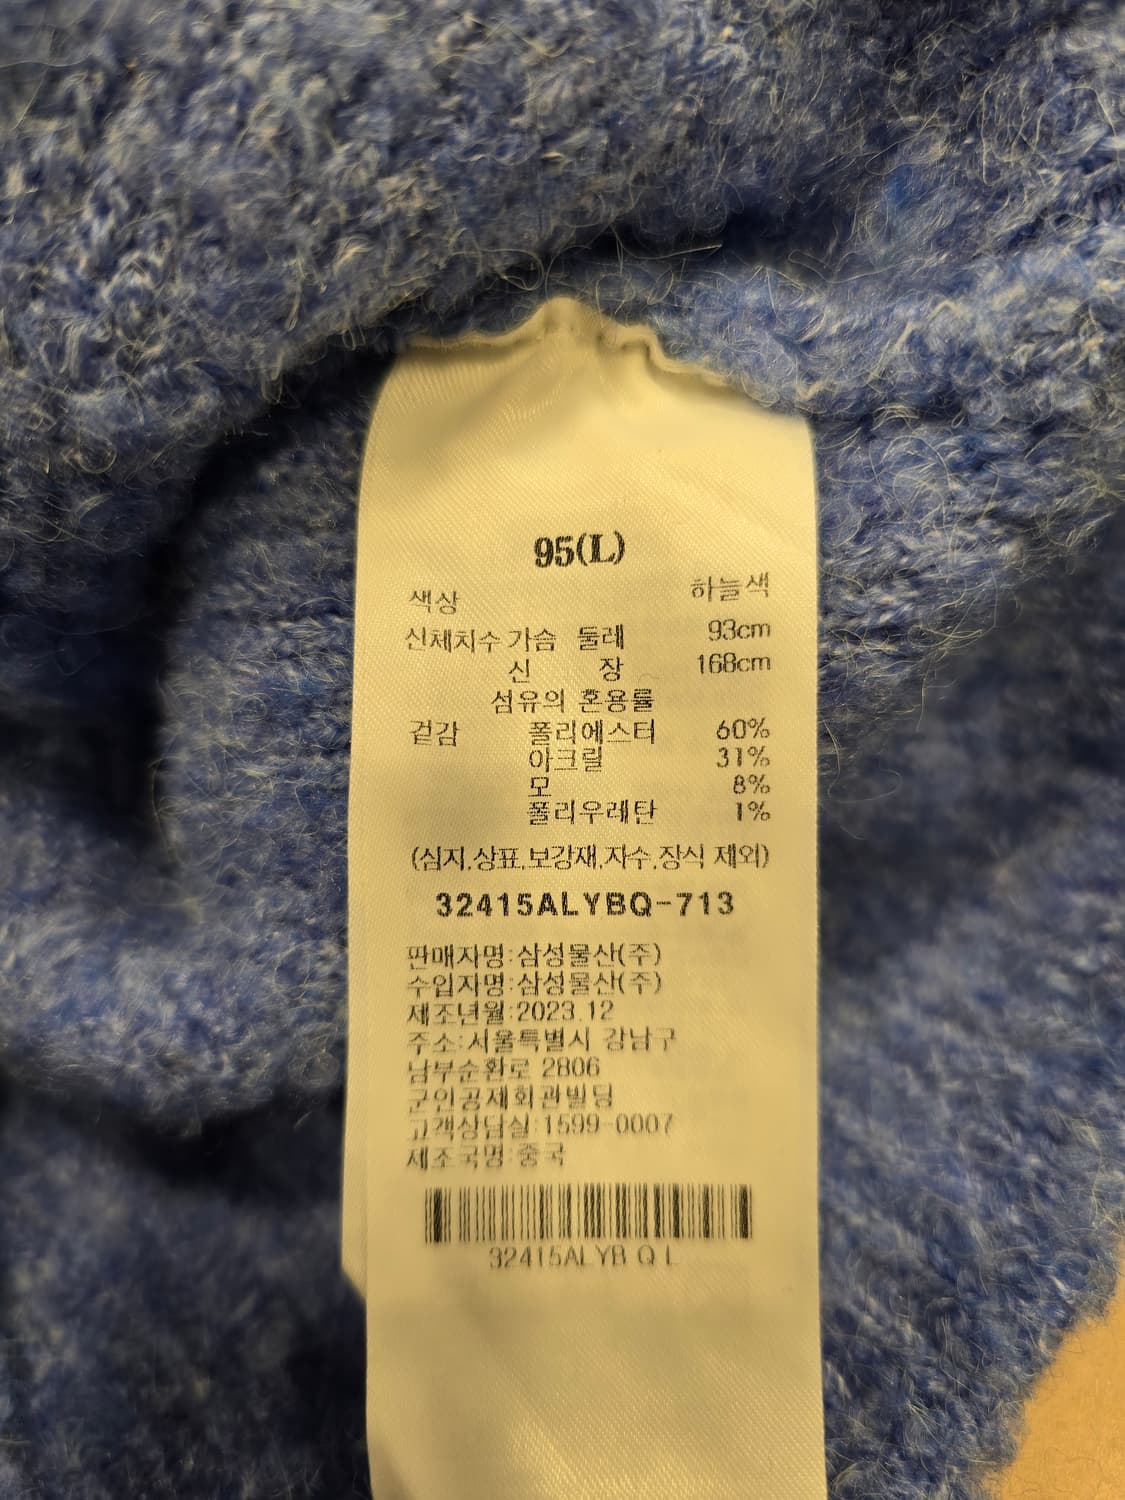 95(L)
색상 하늘색
신체치수 가슴 둘레 93cm
신 장 168cm
섬유의 혼용률
겉감 폴리에스터 60%
아크릴 31%
모 8%
폴리우레탄 1%
(심지,상표,보강재,자수,장식 제외)
32415ALYBQ-713
판매자명:삼성물산(주)
수입자명:삼성물산(주)
제조년월:2023.12
주소:서울특별시 강남구
남부순환로 2806
군인공제회관빌딩
고객상담실:1599-0007
제조국명:중국
32415ALYB Q L